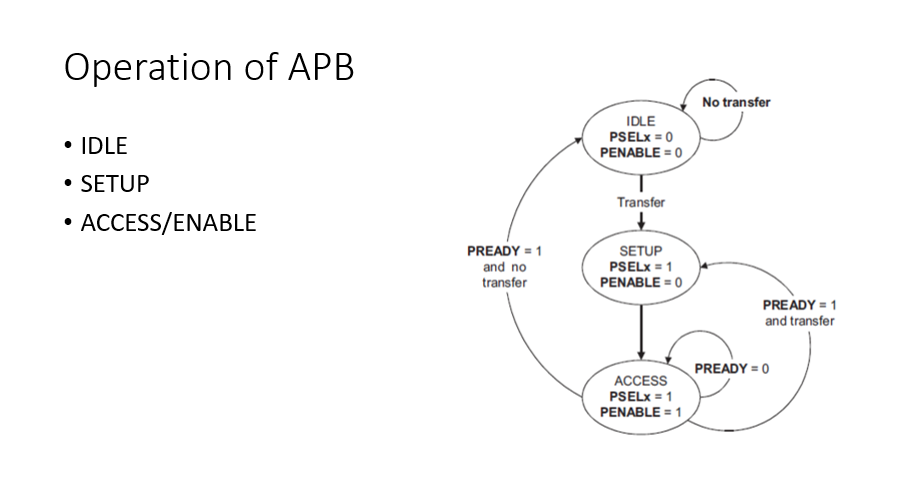 Operation of APB
• IDLE
• SETUP
• ACCESS/ENABLE
No transfer
IDLE
PSELx = 0
PENABLE = 0
Transfer
PREADY = 1
and no
transfer
SETUP
PSELx = 1
PENABLE = 0
PREADY = 1
and transfer
PREADY = 0
ACCESS
PSELx = 1
PENABLE = 1